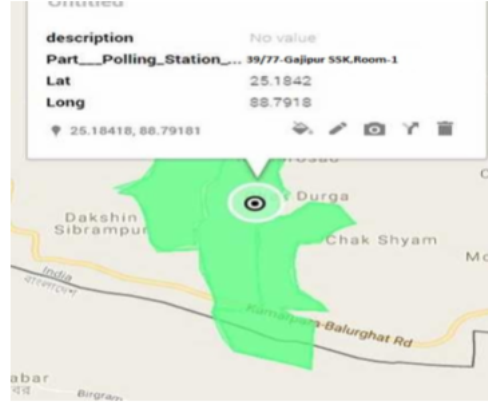 Untitled
description No value
Part___Polling_Station_... 39/77-Gajipur SSK,Room-1
Lat 25.1842
Long 88.7918
25.18418, 88.79181
Durga
Dakshin
Sibrampur
Chak Shyam
India
বাংলাদেশ
Kamarpara-Balurghat Rd
abar
Birgram